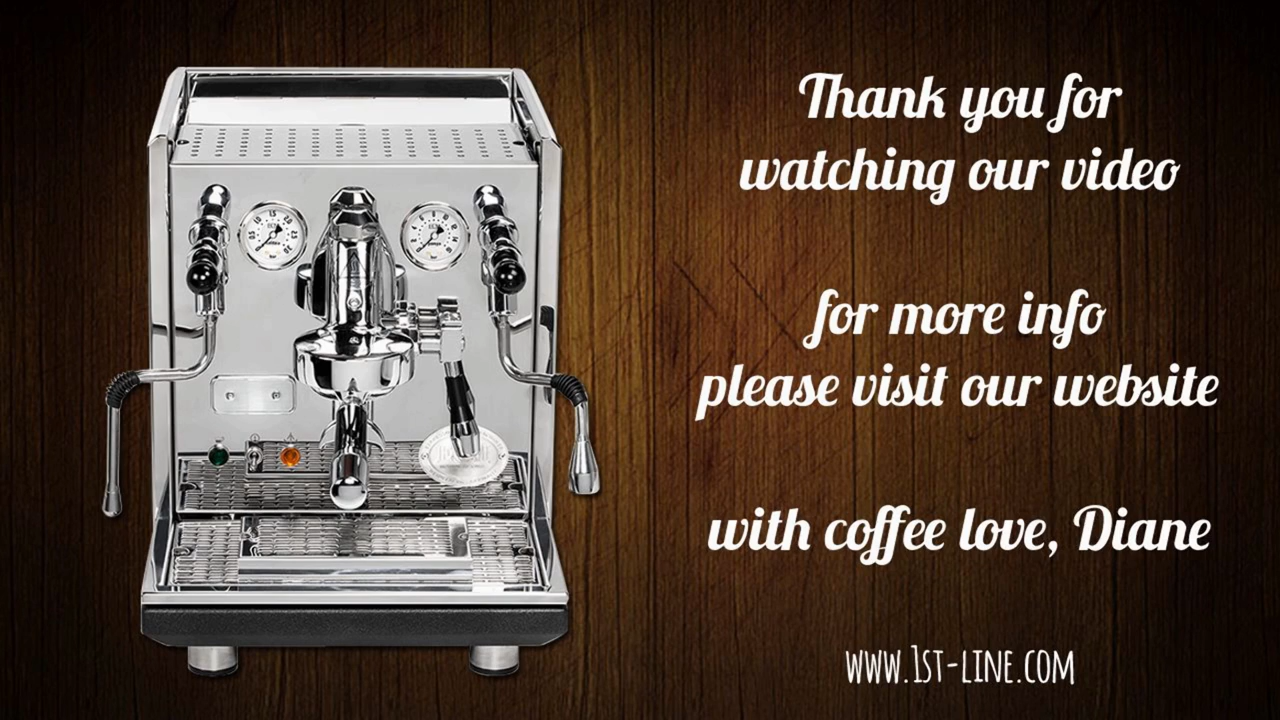 Thank you for
watching our video
for more info
please visit our website
with coffee love, Diane
www.1st-line.com